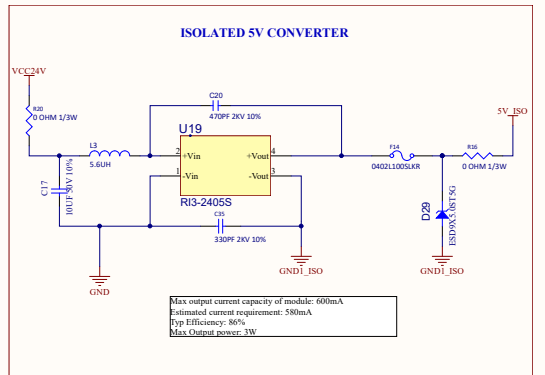 ISOLATED 5V CONVERTER
VCC24V
R20
0 OHM 1/3W
C20
470PF 2KV 10%
5V_ISO
L3
5.6UH
U19
2
+Vin
+Vout
4
1
-Vin
-Vout
3
RI3-2405S
F14
0402L100SLKR
R16
0 OHM 1/3W
C17
10UF 50V 10%
C35
330PF 2KV 10%
D29
ESD9X5.0ST5G
GND
GND1_ISO
GND1_ISO
Max output current capacity of module: 600mA
Estimated current requirement: 580mA
Typ Efficiency: 86%
Max Output power: 3W